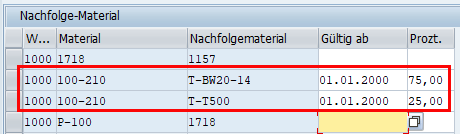 Nachfolge-Material
W... Material Nachfolgematerial Gültig ab Prozt.
1000 1718 1157
1000 100-210 T-BW20-14 01.01.2000 75,00
1000 100-210 T-T500 01.01.2000 25,00
1000 P-100 1718